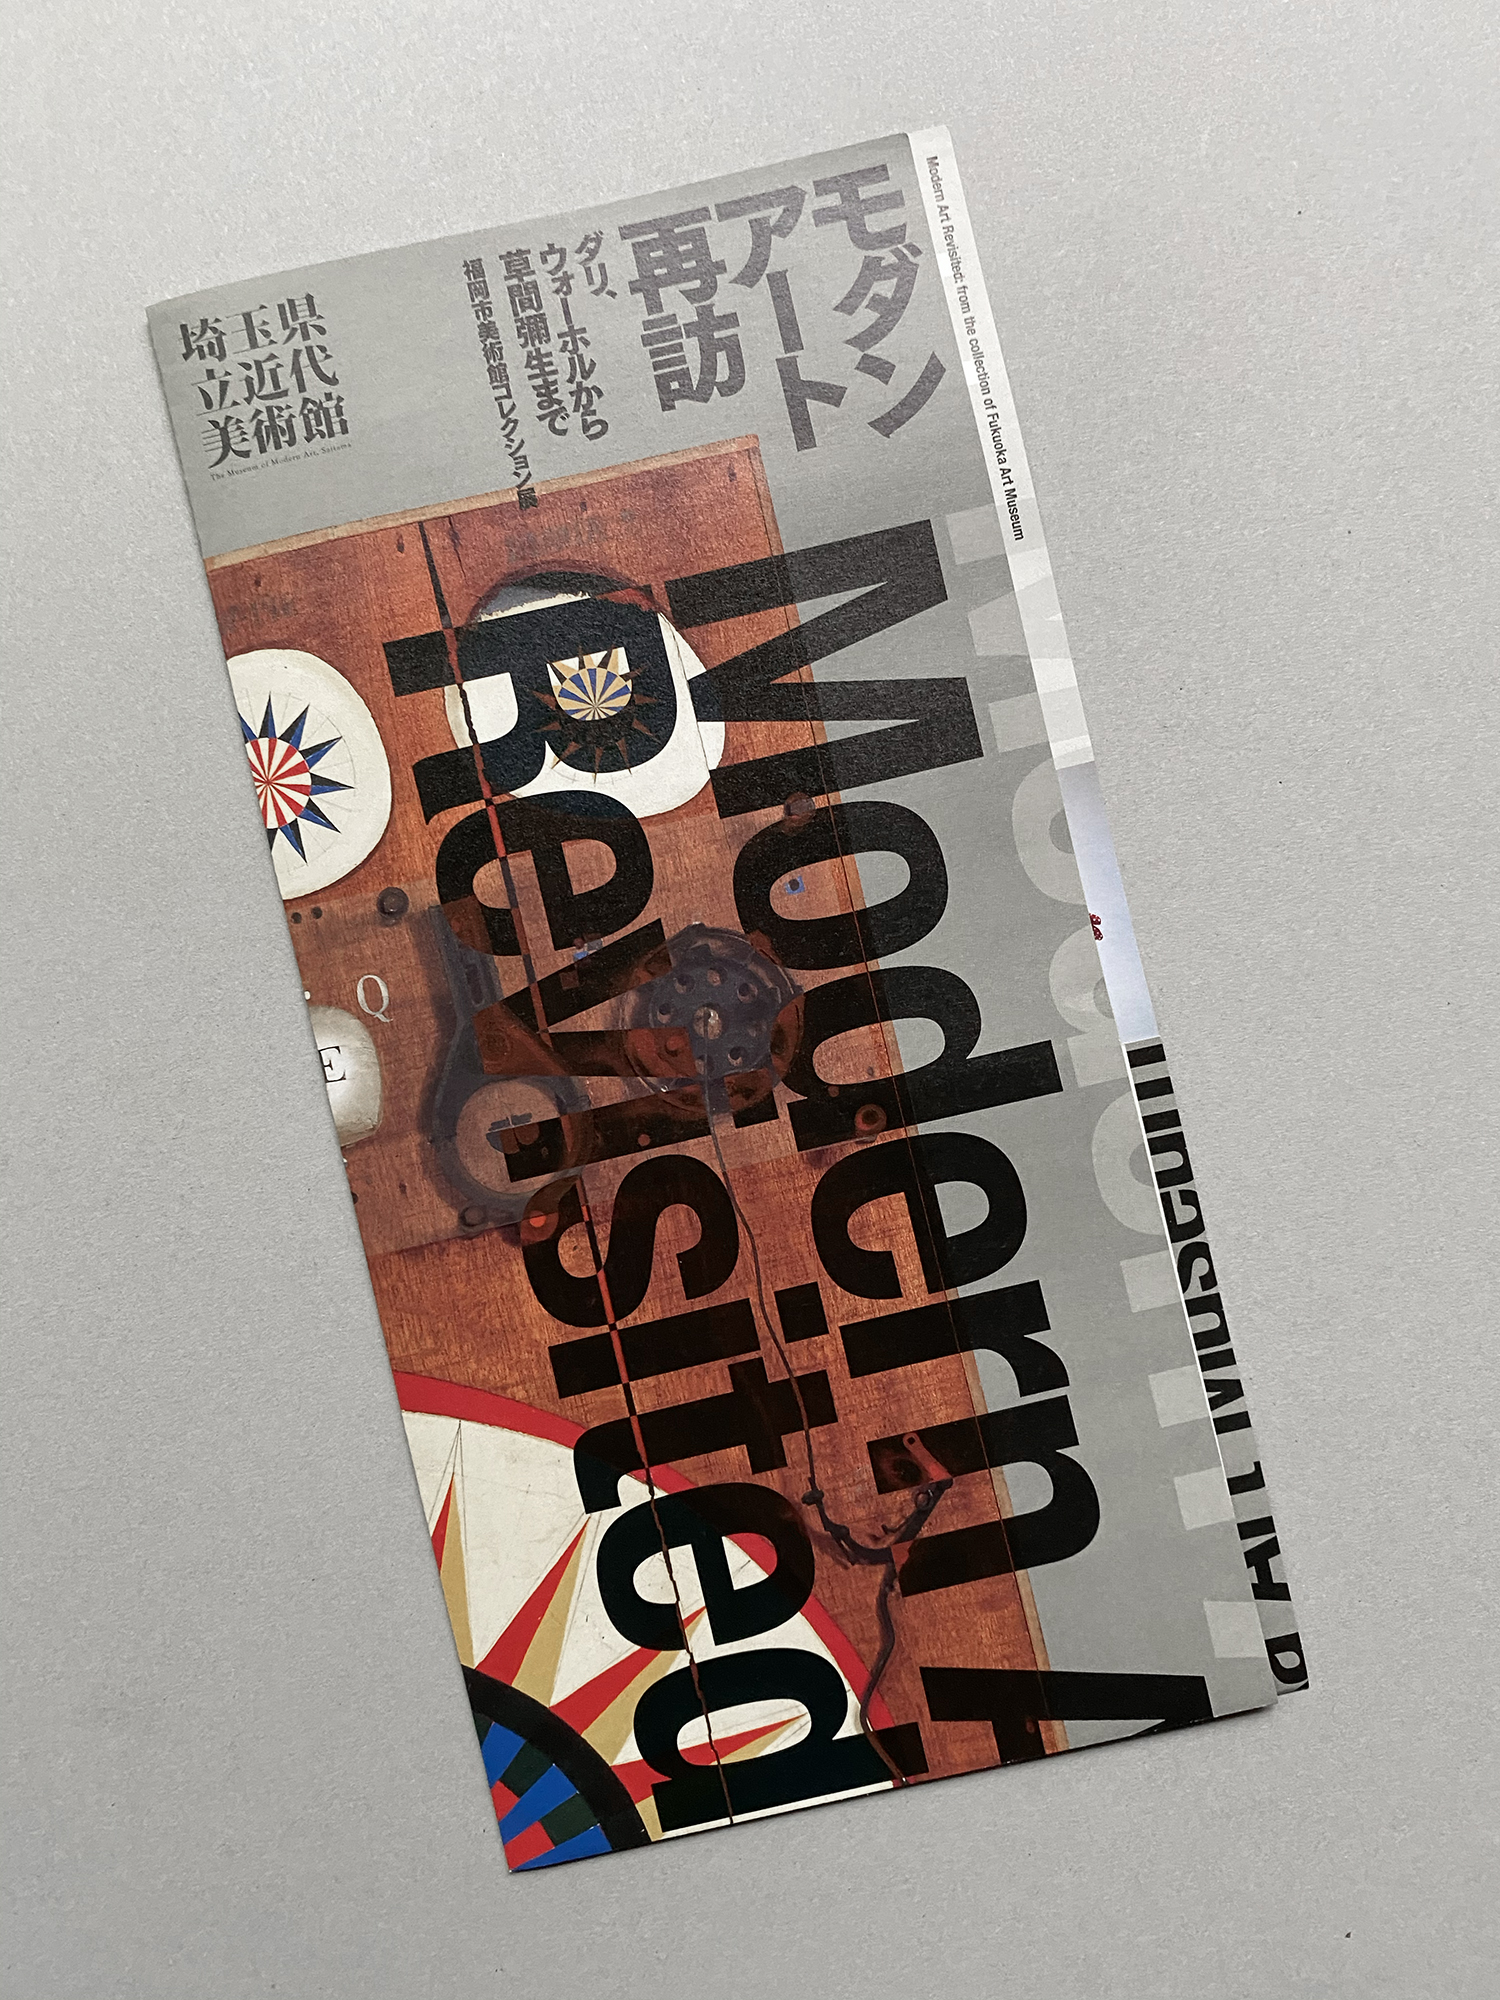 モダン
アート
再訪
ダリ、
ウォーホルから
草間彌生まで
福岡市美術館コレクション展
埼玉県
立近代
美術館
The Museum of Modern Art, Saitama
Modern Art Revisited: from the collection of Fukuoka Art Museum
Modern A
Revisited
Q
E